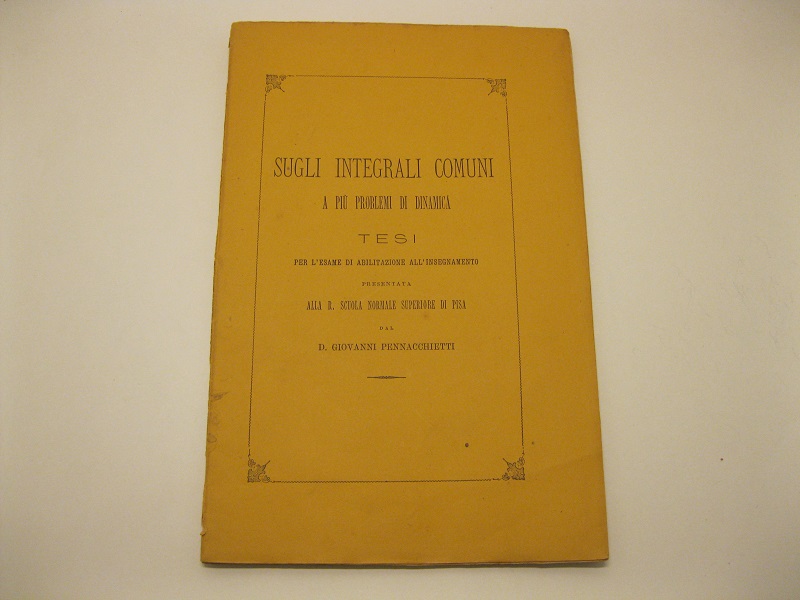 SUGLI INTEGRALI COMUNI
A PIÙ PROBLEMI DI DINAMICA
TESI
PER L'ESAME DI ABILITAZIONE ALL'INSEGNAMENTO
PRESENTATA
ALLA R. SCUOLA NORMALE SUPERIORE DI PISA
DAL
D. GIOVANNI PENNACCHIETTI